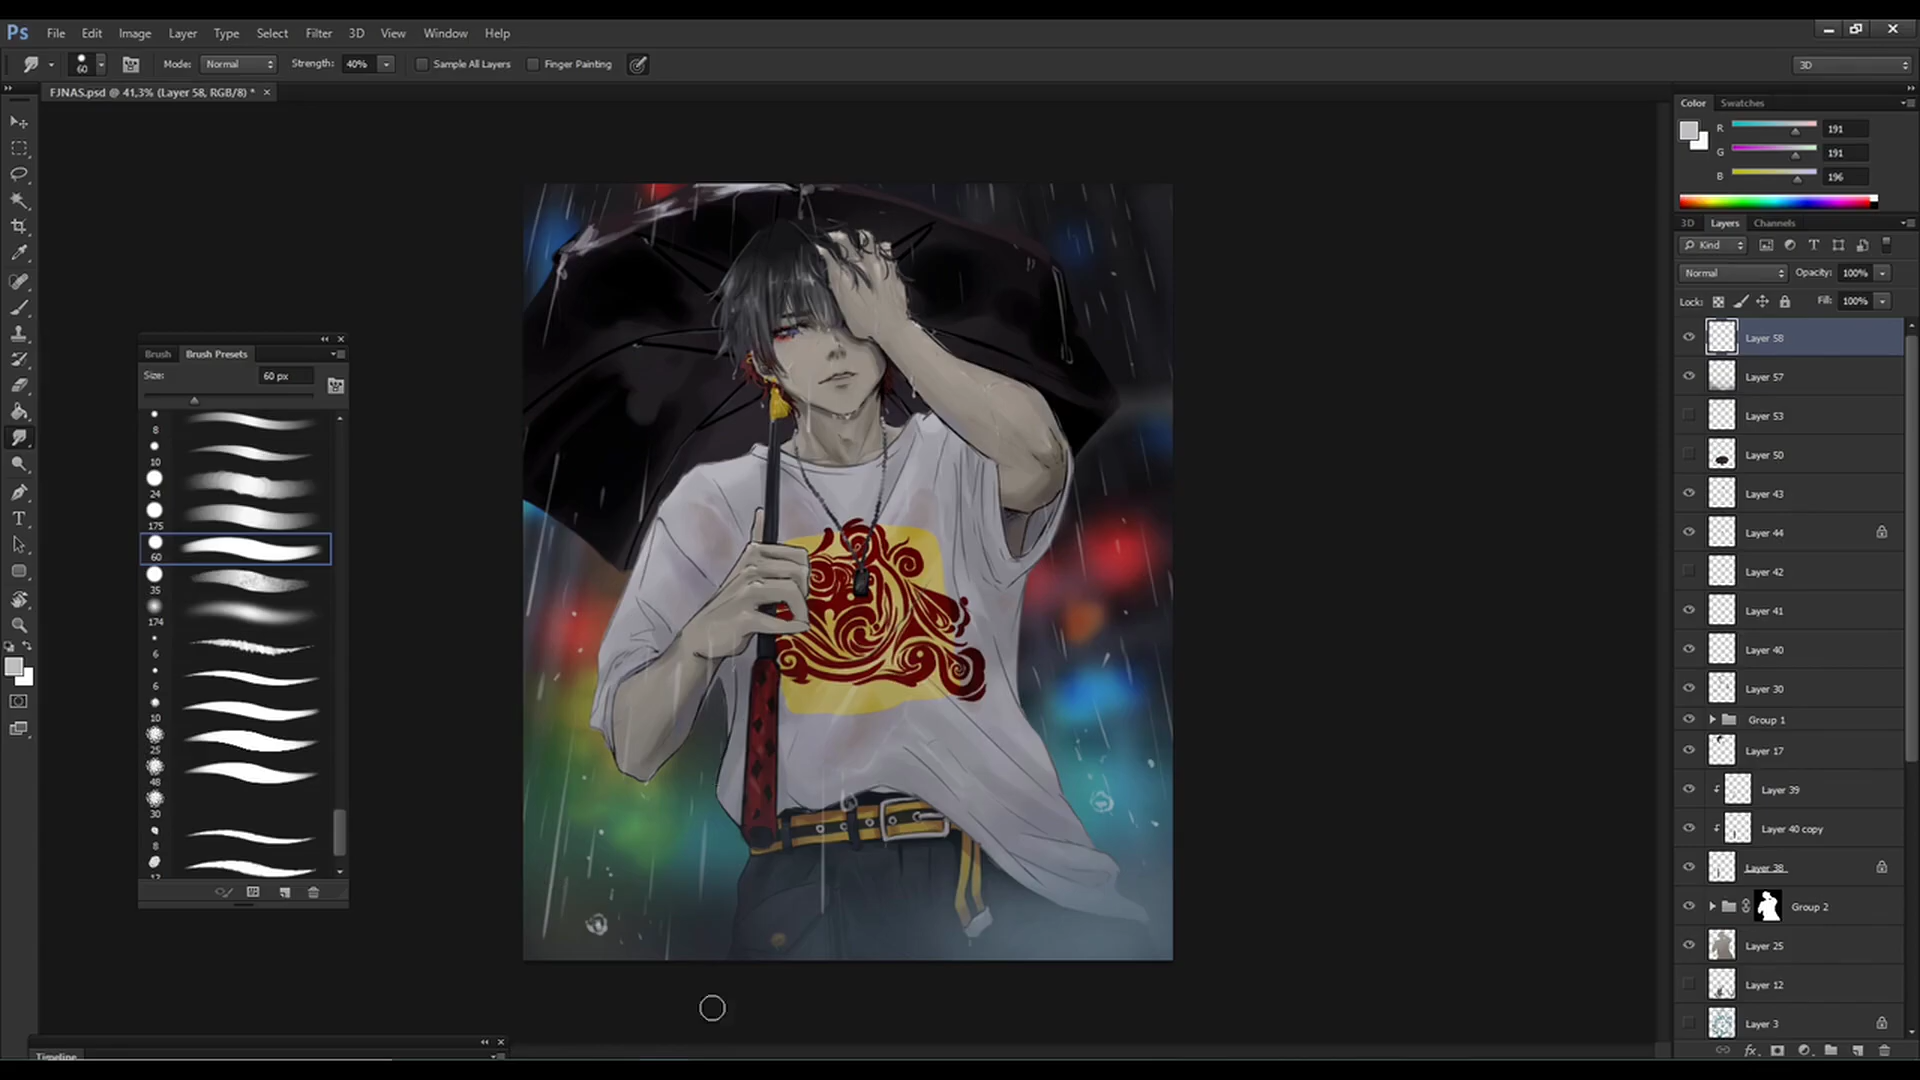 Ps File Edit Image Layer Type Select Filter 3D View Window Help
60 Mode: Normal Strength: 40% Sample All Layers Finger Painting 3D
FJNAS.psd @ 41,3% (Layer 58, RGB/8) * ×
Color Swatches
R 191
G 191
B 196
3D Layers Channels
Kind T
Normal Opacity: 100%
Lock: Fill: 100%
Layer 58
Layer 57
Layer 53
Layer 50
Layer 43
Layer 44
Layer 42
Layer 41
Layer 40
Layer 30
Group 1
Layer 17
Layer 39
Layer 40 copy
Layer 38
Group 2
Layer 25
Layer 12
Layer 3
fx
Brush Brush Presets
Size: 60 px
8
10
24
175
60
35
174
6
6
10
25
48
30
8
Timeline